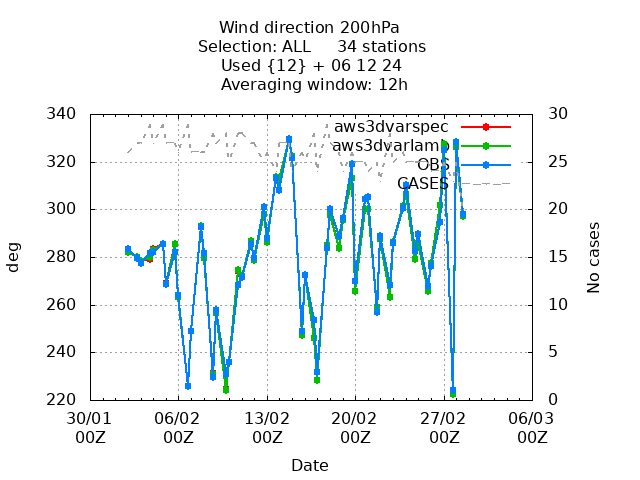 Wind direction 200hPa
Selection: ALL 34 stations
Used {12} + 06 12 24
Averaging window: 12h
340
320
300
280
260
240
220
deg
30
25
20
15
10
5
0
No cases
aws3dvarspec
aws3dvarlamb
OBS
CASES
30/01 06/02 13/02 20/02 27/02 06/03
00Z 00Z 00Z 00Z 00Z 00Z
Date